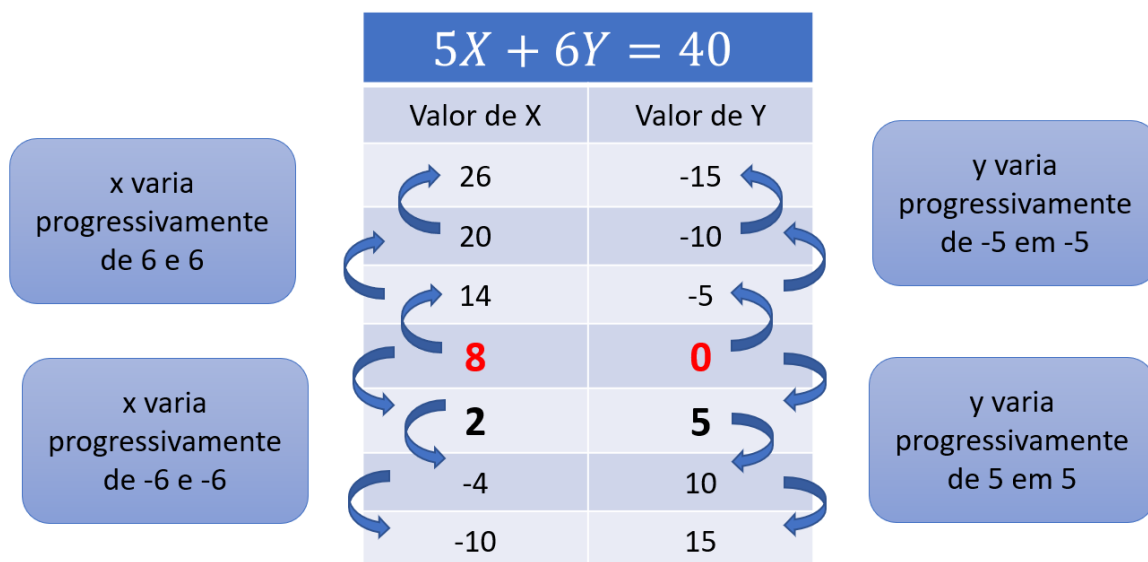 5X + 6Y = 40
Valor de X Valor de Y
26 -15
20 -10
14 -5
8 0
2 5
-4 10
-10 15
x varia
progressivamente
de 6 e 6
x varia
progressivamente
de -6 e -6
y varia
progressivamente
de -5 em -5
y varia
progressivamente
de 5 em 5